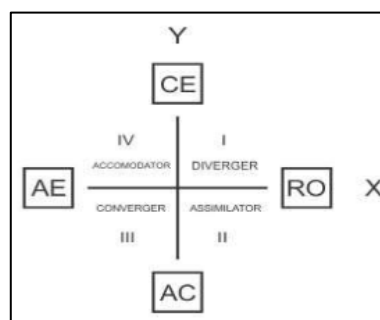 Y
CE
IV I
ACCOMODATOR DIVERGER
AE RO X
CONVERGER ASSIMILATOR
III II
AC